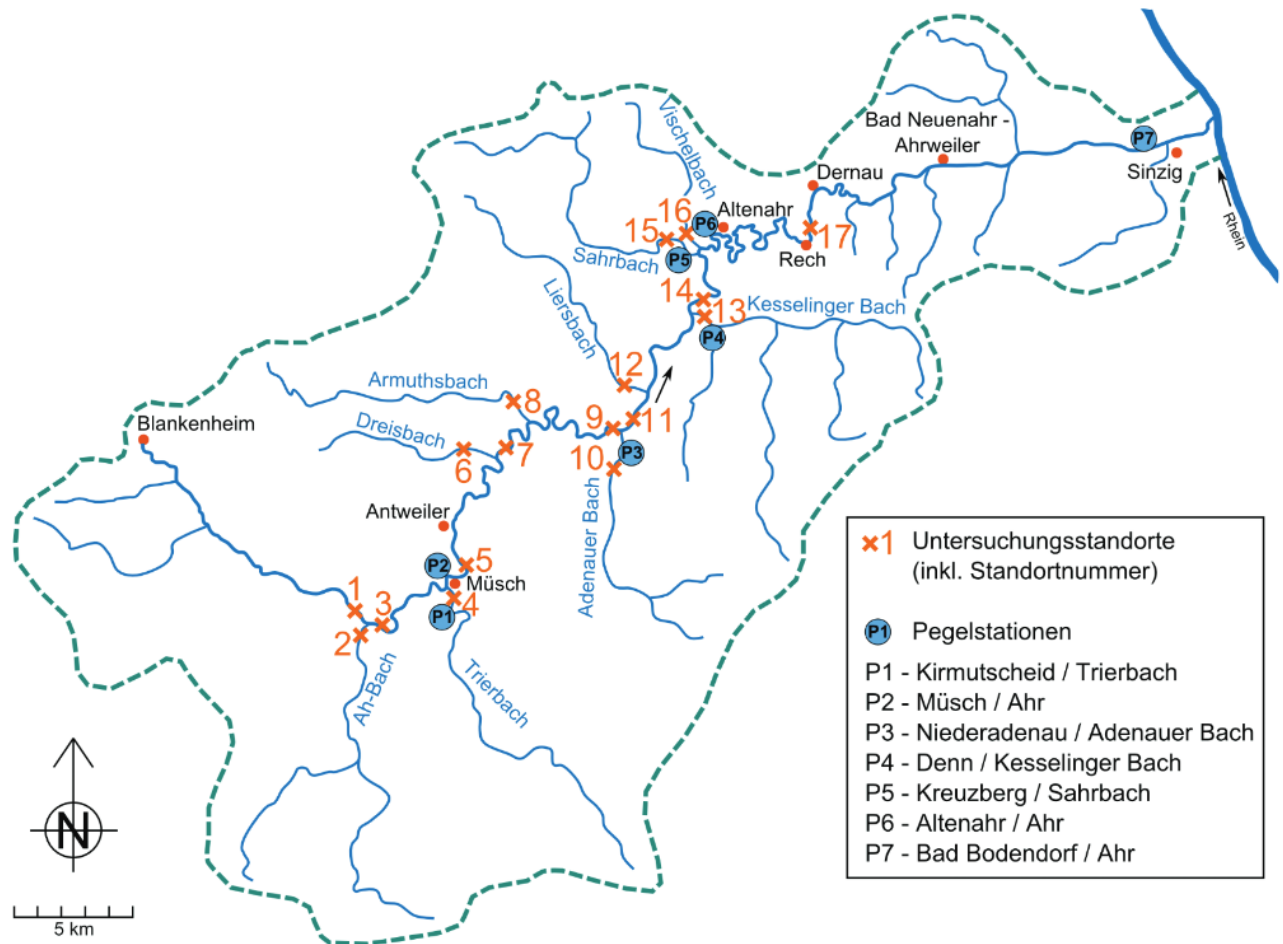 Vischelbach
Bad Neuenahr -
Ahrweiler
P7
Sinzig
Dernau
Rhein
16
P6
Altenahr
15
17
Sahrbach
P5
Rech
14
13
Kesselinger Bach
Liersbach
P4
12
Armuthsbach
8
Blankenheim
Dreisbach
9
11
7
6
P3
10
Antweiler
Adenauer Bach
P2
5
Müsch
4
1
3
P1
2
Ah-Bach
Trierbach
N
5 km
1 Untersuchungsstandorte
(inkl. Standortnummer)
P1 Pegelstationen
P1 - Kirmutscheid / Trierbach
P2 - Müsch / Ahr
P3 - Niederadenau / Adenauer Bach
P4 - Denn / Kesselinger Bach
P5 - Kreuzberg / Sahrbach
P6 - Altenahr / Ahr
P7 - Bad Bodendorf / Ahr